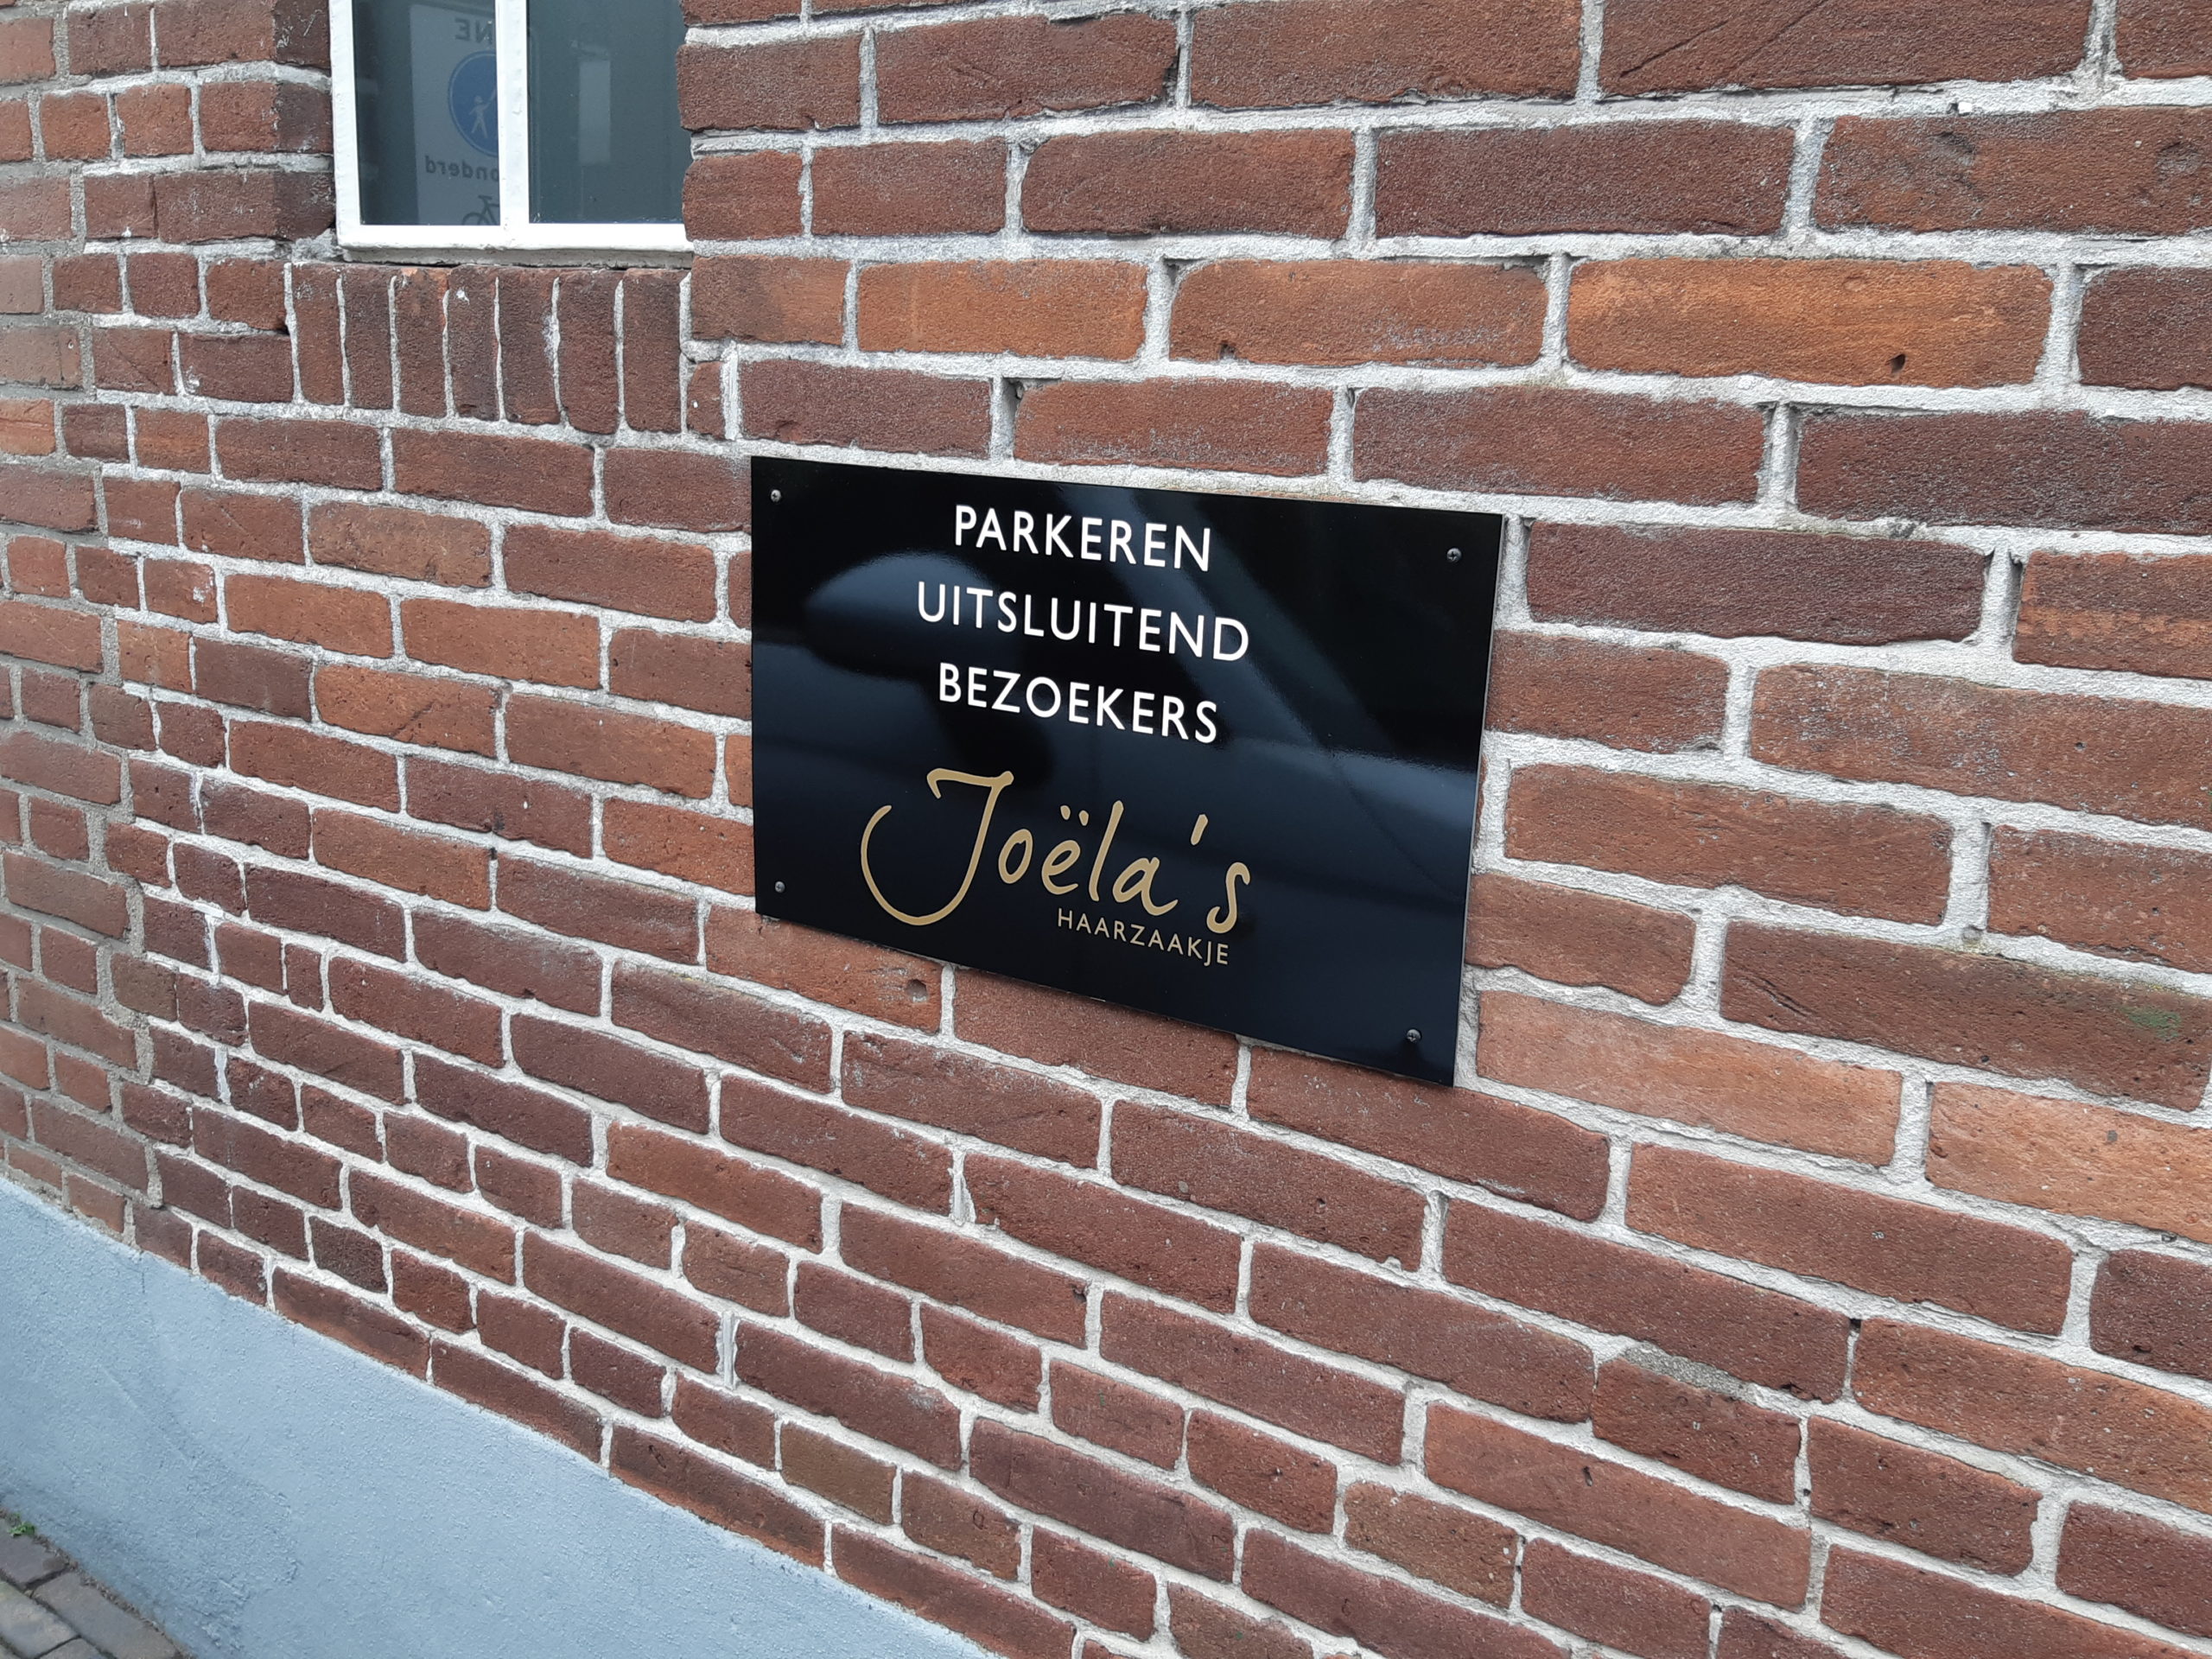 PARKEREN
UITSLUITEND
BEZOEKERS
Joëla's
HAARZAAKJE